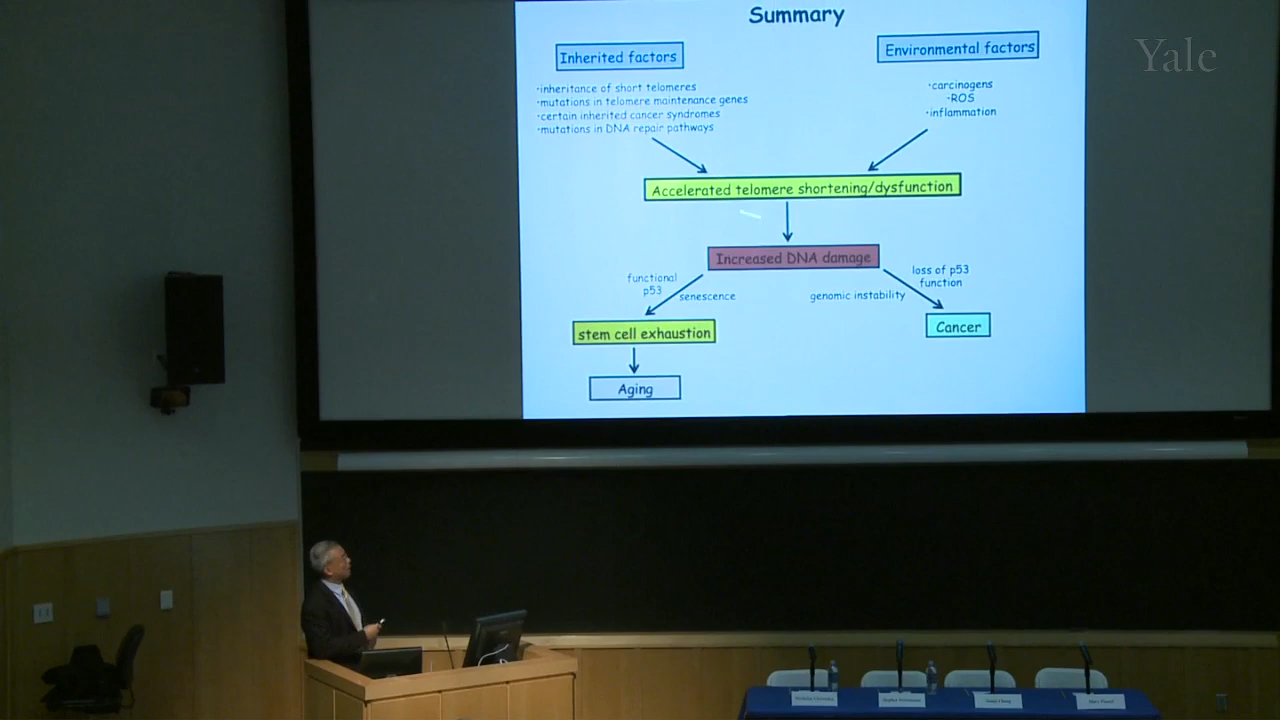 Summary
Yale
Inherited factors
Environmental factors
·inheritance of short telomeres
·mutations in telomere maintenance genes
·certain inherited cancer syndromes
·mutations in DNA repair pathways
·carcinogens
·ROS
·inflammation
Accelerated telomere shortening/dysfunction
Increased DNA damage
functional
p53
senescence
loss of p53
function
genomic instability
stem cell exhaustion
Cancer
Aging